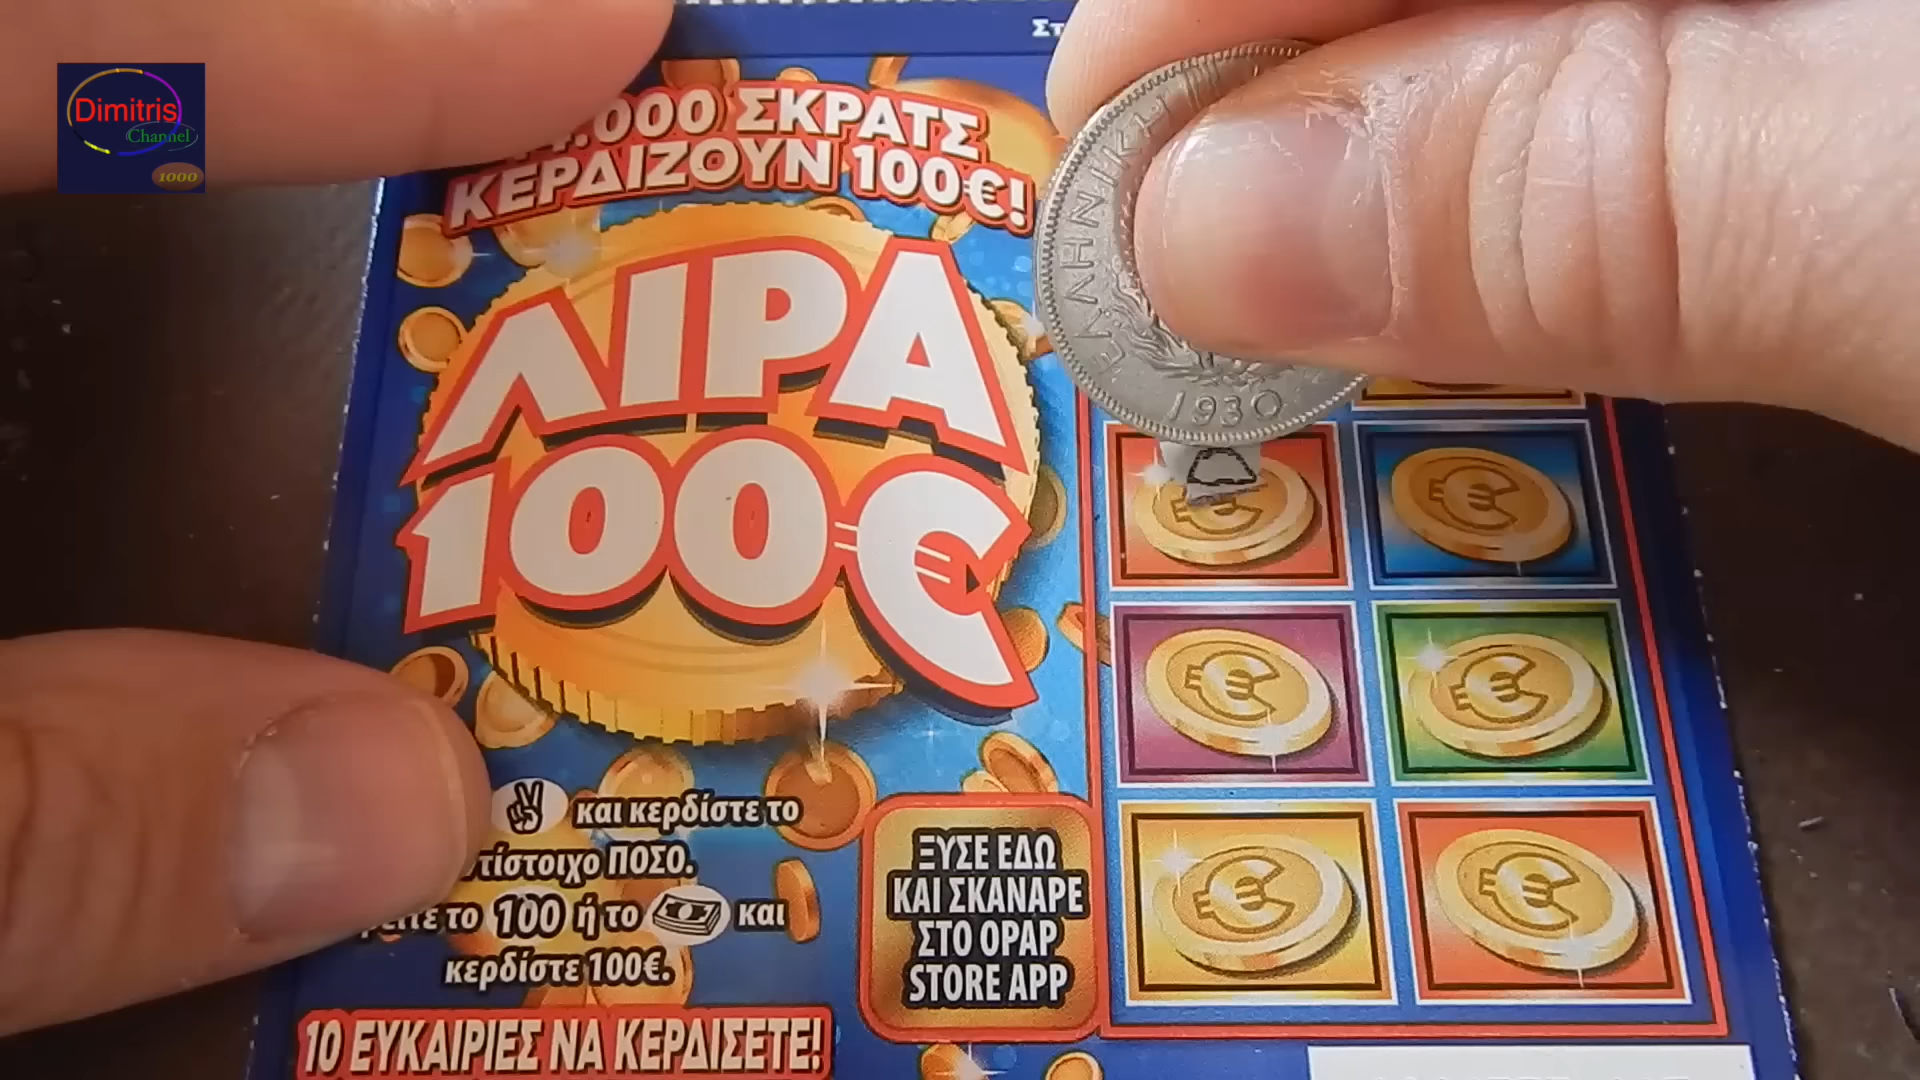 Dimitris
Channel
1000
.000 ΣΚΡΑΤΣ
ΚΕΡΔΙΖΟΥΝ 100€!
ΛΙΡΑ
100€
ΕΛΛΗΝΙΚΗ
1930
και κερδίστε το
ΠΟΣΟ.
το 100 ή το και
κερδίστε 100€.
ΞΥΣΕ ΕΔΩ
ΚΑΙ ΣΚΑΝΑΡΕ
ΣΤΟ OPAP
STORE APP
10 ΕΥΚΑΙΡΙΕΣ ΝΑ ΚΕΡΔΙΣΕΤΕ!